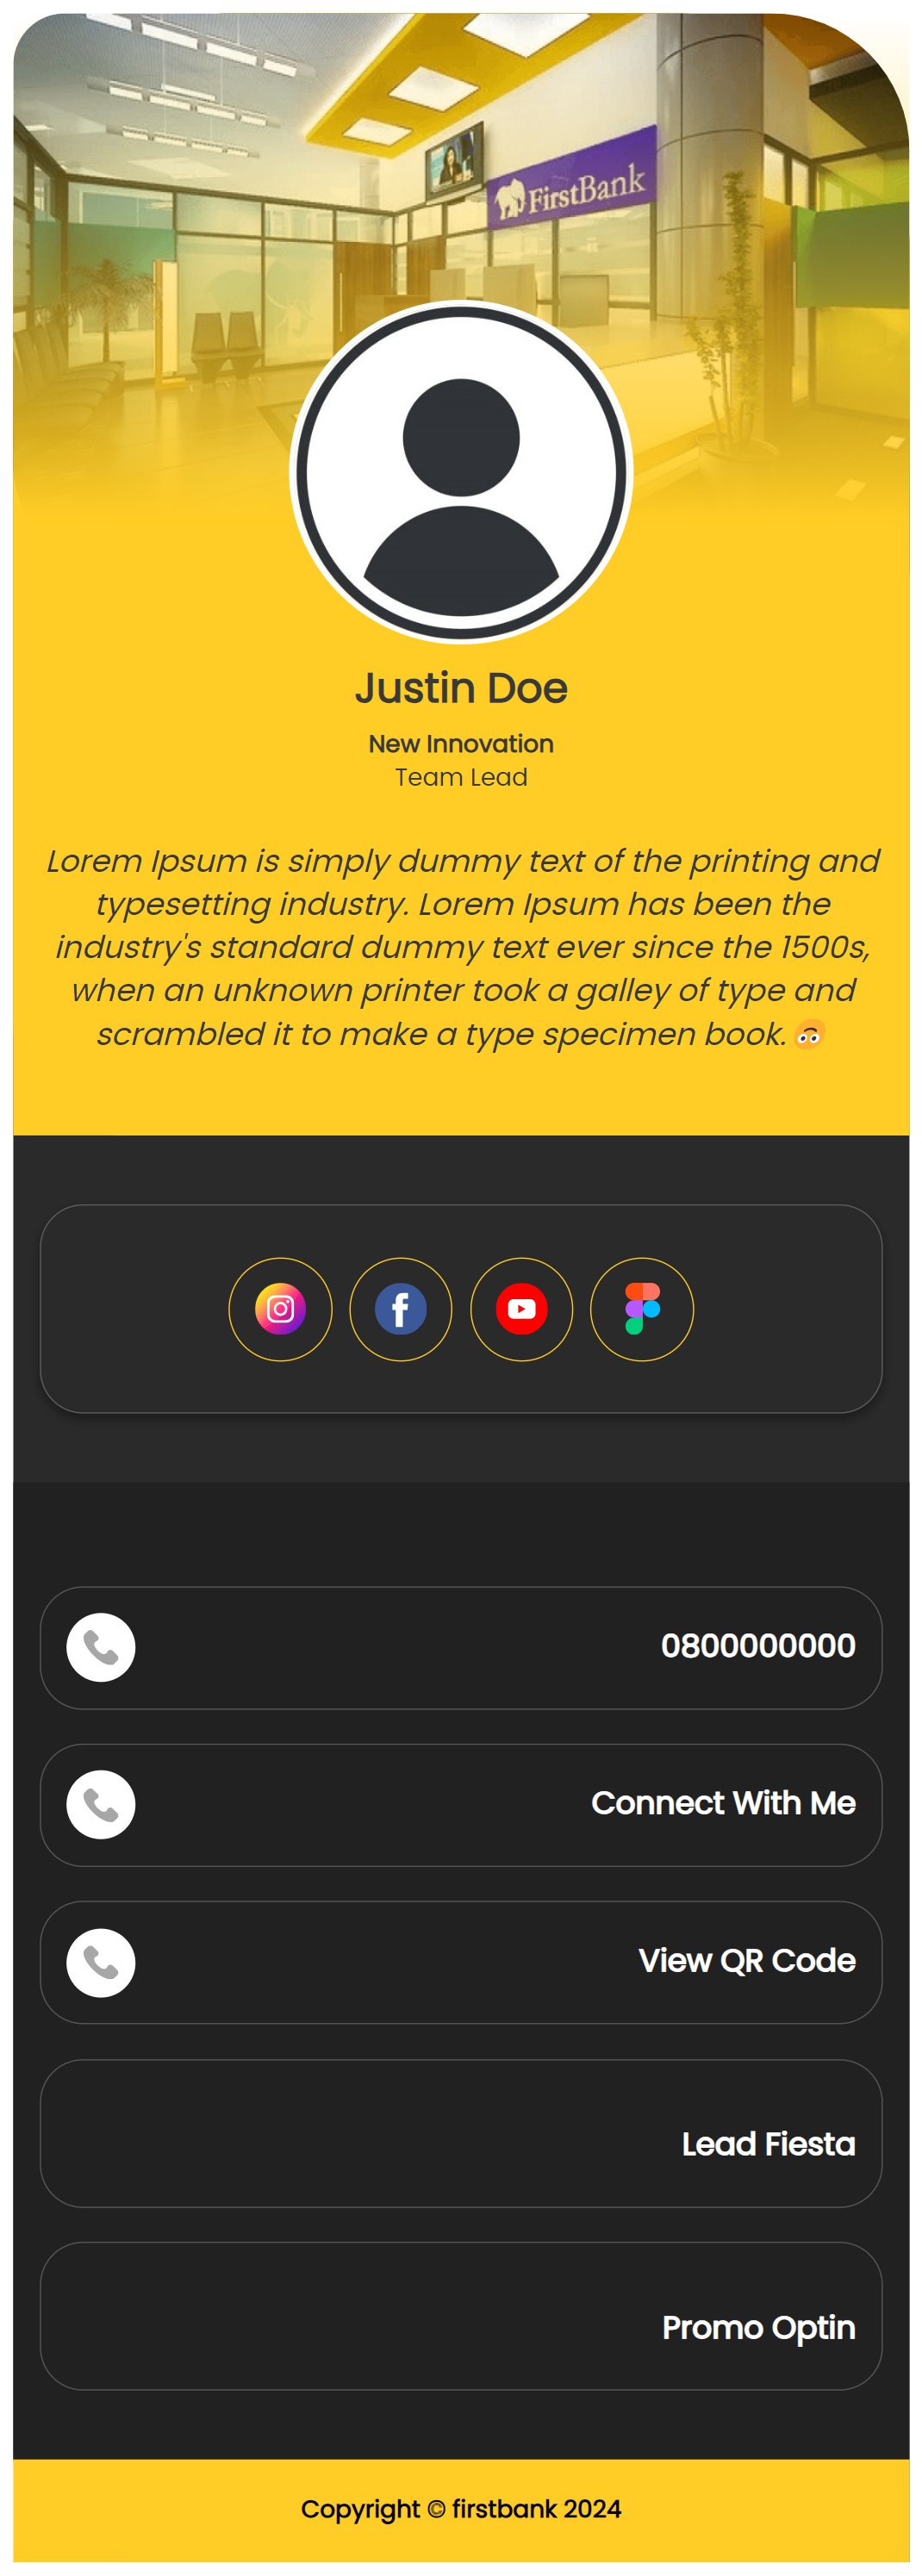 FirstBank
Justin Doe
New Innovation
Team Lead
Lorem Ipsum is simply dummy text of the printing and
typesetting industry. Lorem Ipsum has been the
industry's standard dummy text ever since the 1500s,
when an unknown printer took a galley of type and
scrambled it to make a type specimen book. 🙃
0800000000
Connect With Me
View QR Code
Lead Fiesta
Promo Optin
Copyright © firstbank 2024